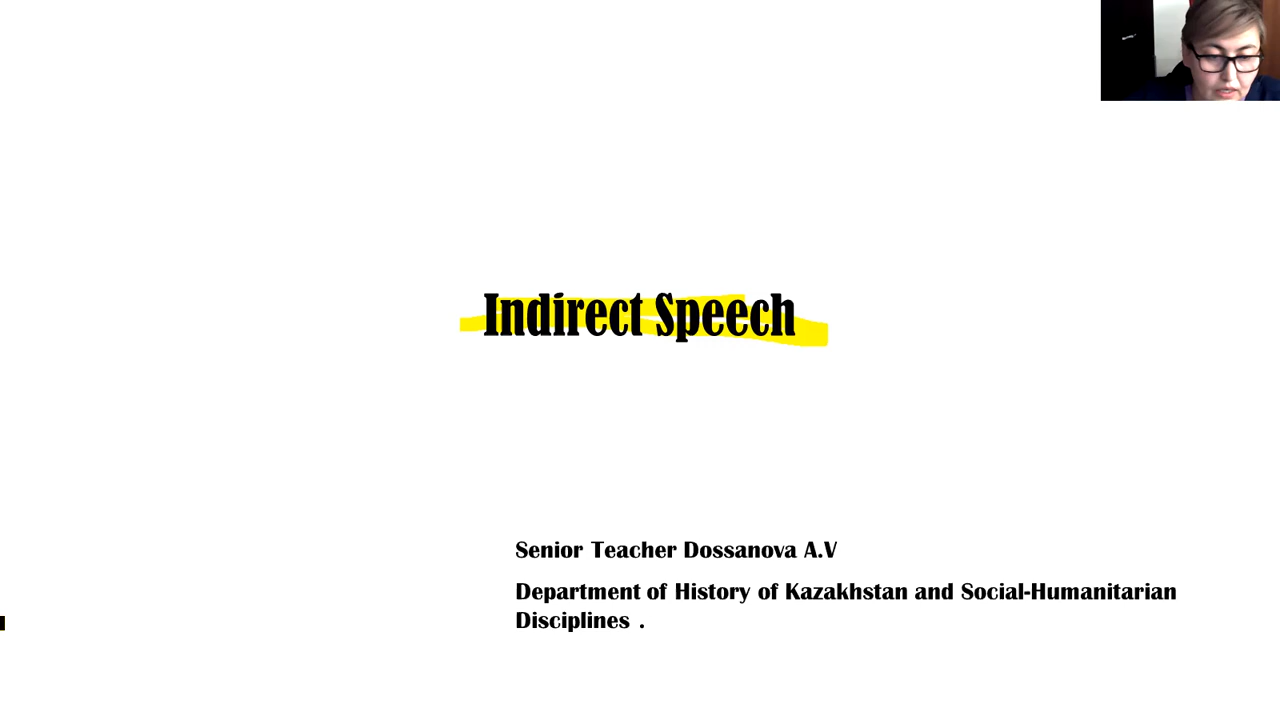 Indirect Speech
Senior Teacher Dossanova A.V
Department of History of Kazakhstan and Social-Humanitarian
Disciplines .